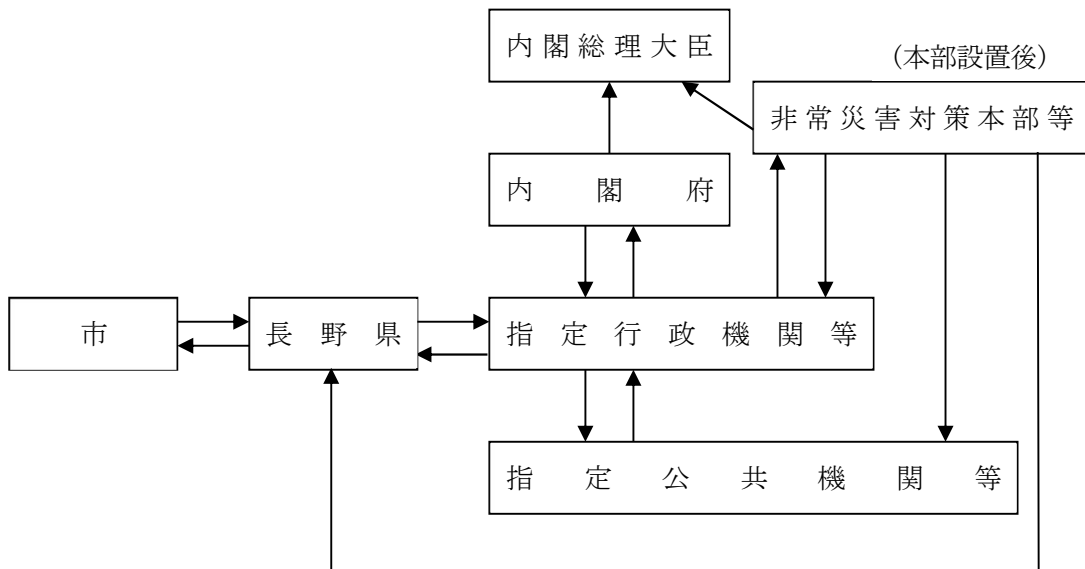 内閣総理大臣
(本部設置後)
非常災害対策本部等
内閣府
市
長野県
指定行政機関等
指定公共機関等